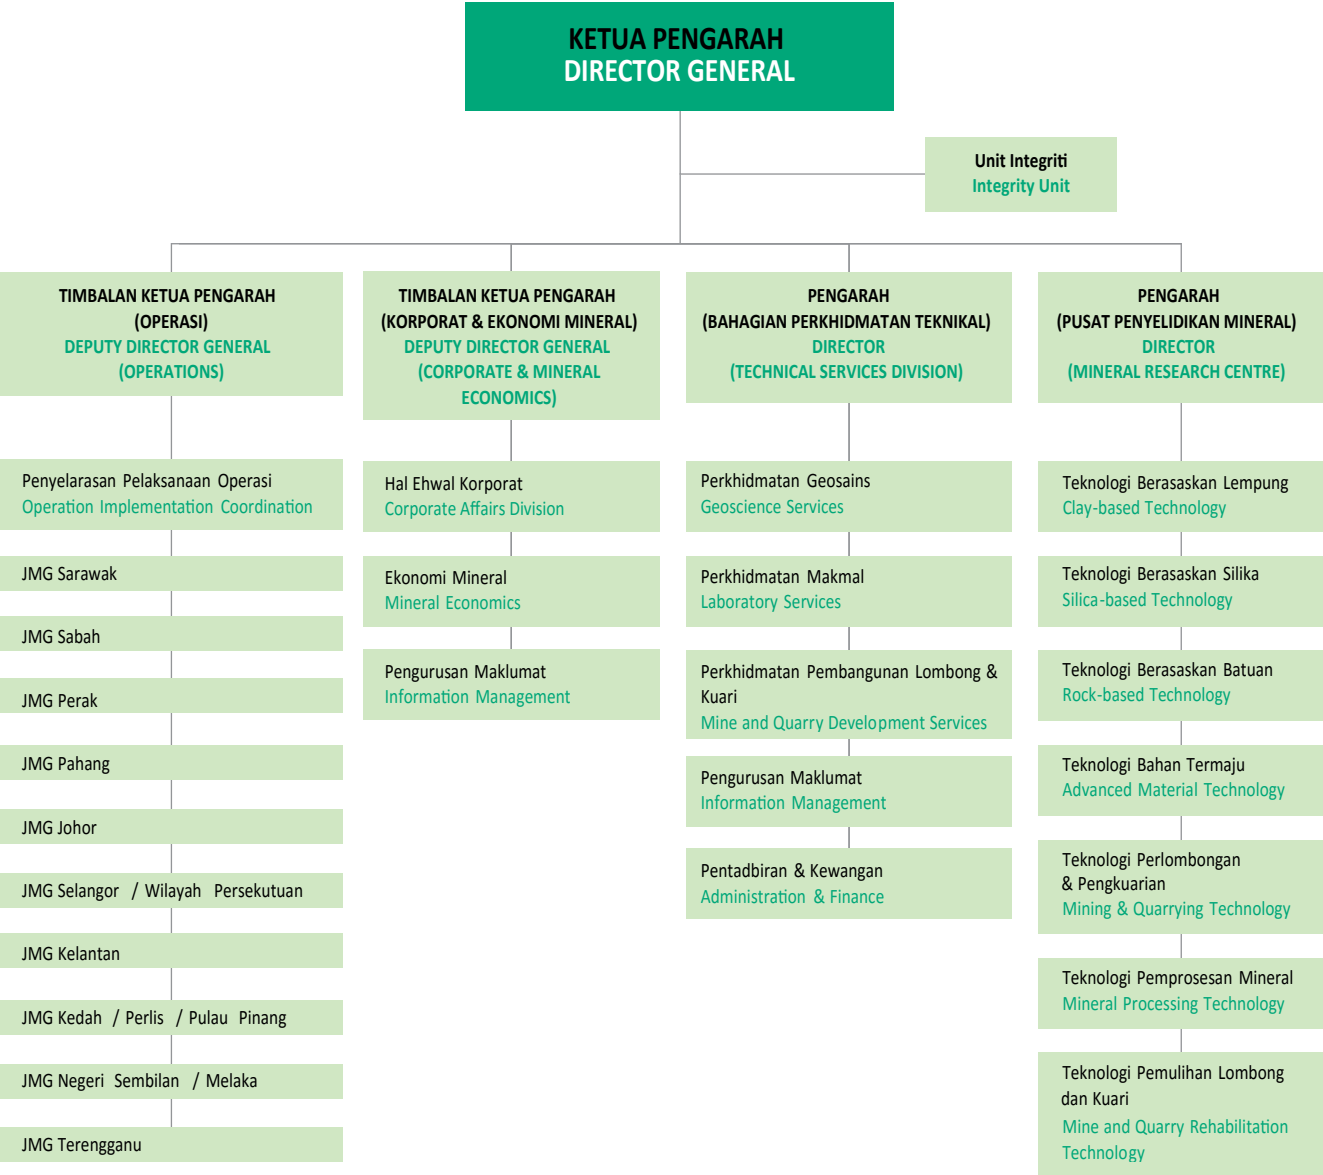 KETUA PENGARAH
DIRECTOR GENERAL
Unit Integriti
Integrity Unit
TIMBALAN KETUA PENGARAH
(OPERASI)
DEPUTY DIRECTOR GENERAL
(OPERATIONS)
TIMBALAN KETUA PENGARAH
(KORPORAT & EKONOMI MINERAL)
DEPUTY DIRECTOR GENERAL
(CORPORATE & MINERAL
ECONOMICS)
PENGARAH
(BAHAGIAN PERKHIDMATAN TEKNIKAL)
DIRECTOR
(TECHNICAL SERVICES DIVISION)
PENGARAH
(PUSAT PENYELIDIKAN MINERAL)
DIRECTOR
(MINERAL RESEARCH CENTRE)
Penyelarasan Pelaksanaan Operasi
Operation Implementation Coordination
JMG Sarawak
JMG Sabah
JMG Perak
JMG Pahang
JMG Johor
JMG Selangor / Wilayah Persekutuan
JMG Kelantan
JMG Kedah / Perlis / Pulau Pinang
JMG Negeri Sembilan / Melaka
JMG Terengganu
Hal Ehwal Korporat
Corporate Affairs Division
Ekonomi Mineral
Mineral Economics
Pengurusan Maklumat
Information Management
Perkhidmatan Geosains
Geoscience Services
Perkhidmatan Makmal
Laboratory Services
Perkhidmatan Pembangunan Lombong &
Kuari
Mine and Quarry Development Services
Pengurusan Maklumat
Information Management
Pentadbiran & Kewangan
Administration & Finance
Teknologi Berasaskan Lempung
Clay-based Technology
Teknologi Berasaskan Silika
Silica-based Technology
Teknologi Berasaskan Batuan
Rock-based Technology
Teknologi Bahan Termaju
Advanced Material Technology
Teknologi Perlombongan
& Pengkuarian
Mining & Quarrying Technology
Teknologi Pemprosesan Mineral
Mineral Processing Technology
Teknologi Pemulihan Lombong
dan Kuari
Mine and Quarry Rehabilitation
Technology